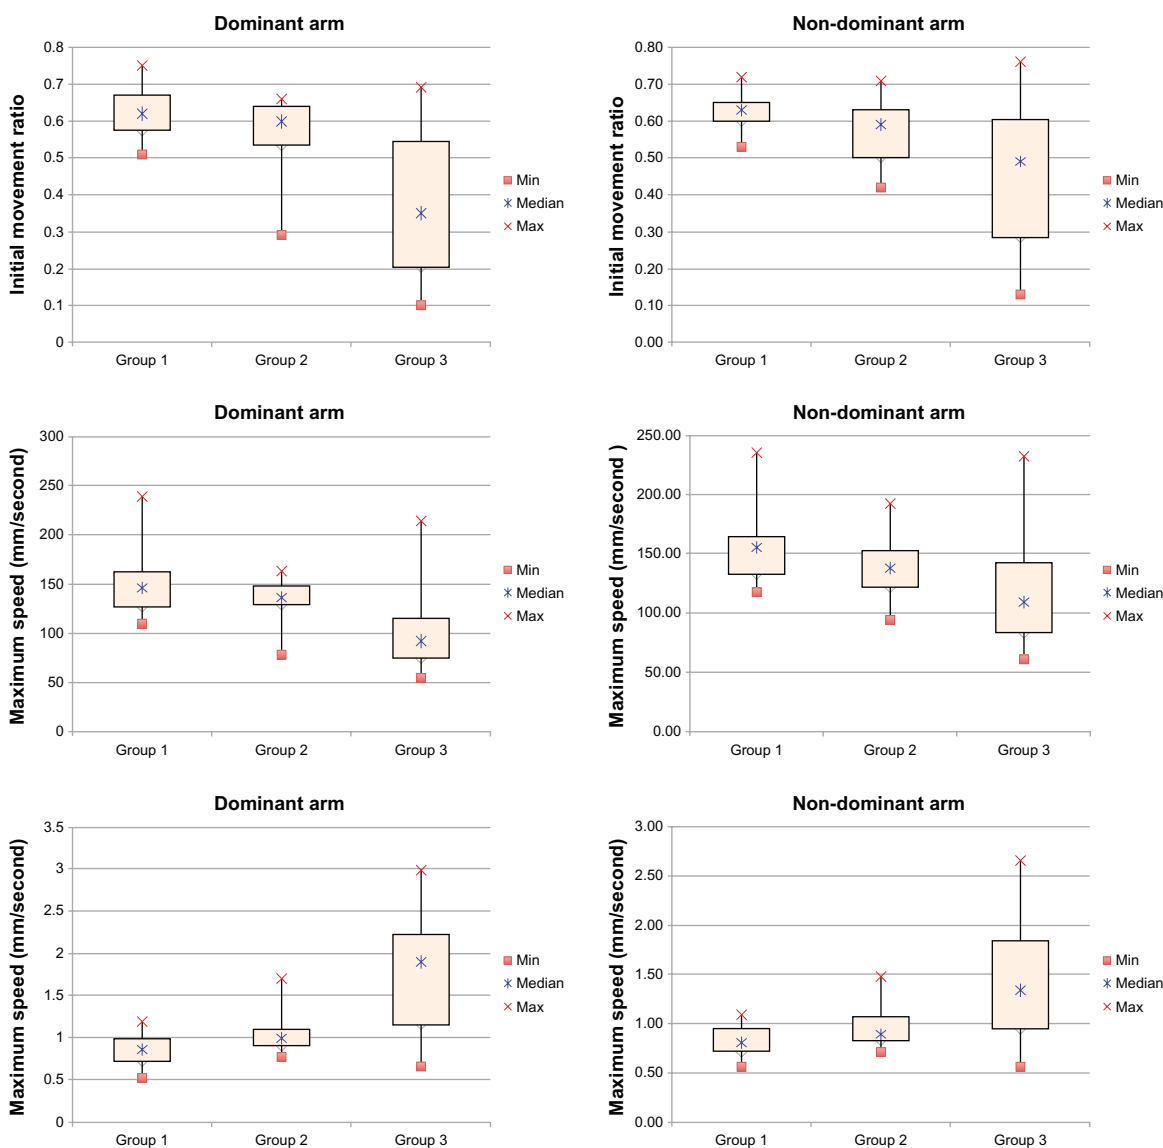 Dominant arm
Initial movement ratio
0.8
0.7
0.6
0.5
0.4
0.3
0.2
0.1
0
Group 1 Group 2 Group 3
Min
Median
Max
Non-dominant arm
Initial movement ratio
0.80
0.70
0.60
0.50
0.40
0.30
0.20
0.10
0.00
Group 1 Group 2 Group 3
Min
Median
Max
Dominant arm
Maximum speed (mm/second)
300
250
200
150
100
50
0
Group 1 Group 2 Group 3
Min
Median
Max
Non-dominant arm
Maximum speed (mm/second )
250.00
200.00
150.00
100.00
50.00
0.00
Group 1 Group 2 Group 3
Min
Median
Max
Dominant arm
Maximum speed (mm/second)
3.5
3
2.5
2
1.5
1
0.5
0
Group 1 Group 2 Group 3
Min
Median
Max
Non-dominant arm
Maximum speed (mm/second)
3.00
2.50
2.00
1.50
1.00
0.50
0.00
Group 1 Group 2 Group 3
Min
Median
Max